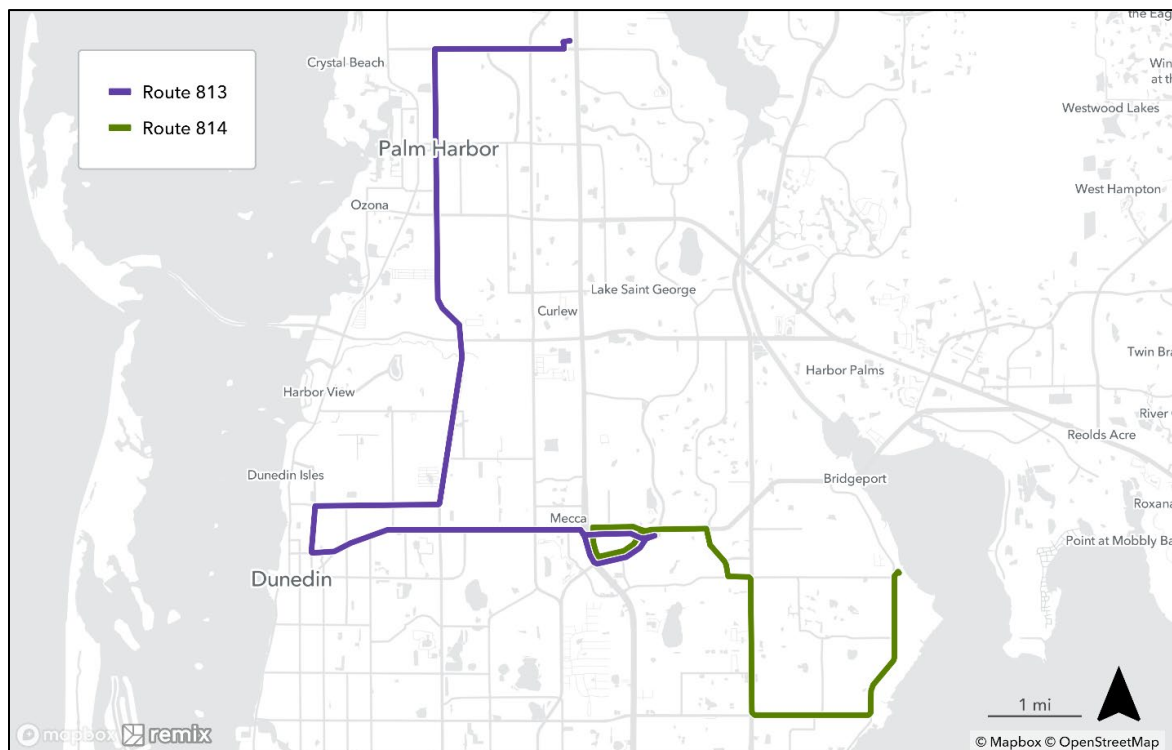 the Eag
Crystal Beach
Win
at th
Route 813
Westwood Lakes
Route 814
Palm Harbor
West Hampton
Ozona
Lake Saint George
Curlew
Twin Bra
Harbor Palms
Harbor View
River
Reolds Acre
Dunedin Isles
Bridgeport
Roxana
Mecca
Point at Mobbly Ba
Dunedin
1 mi
mapbox remix
© Mapbox © OpenStreetMap